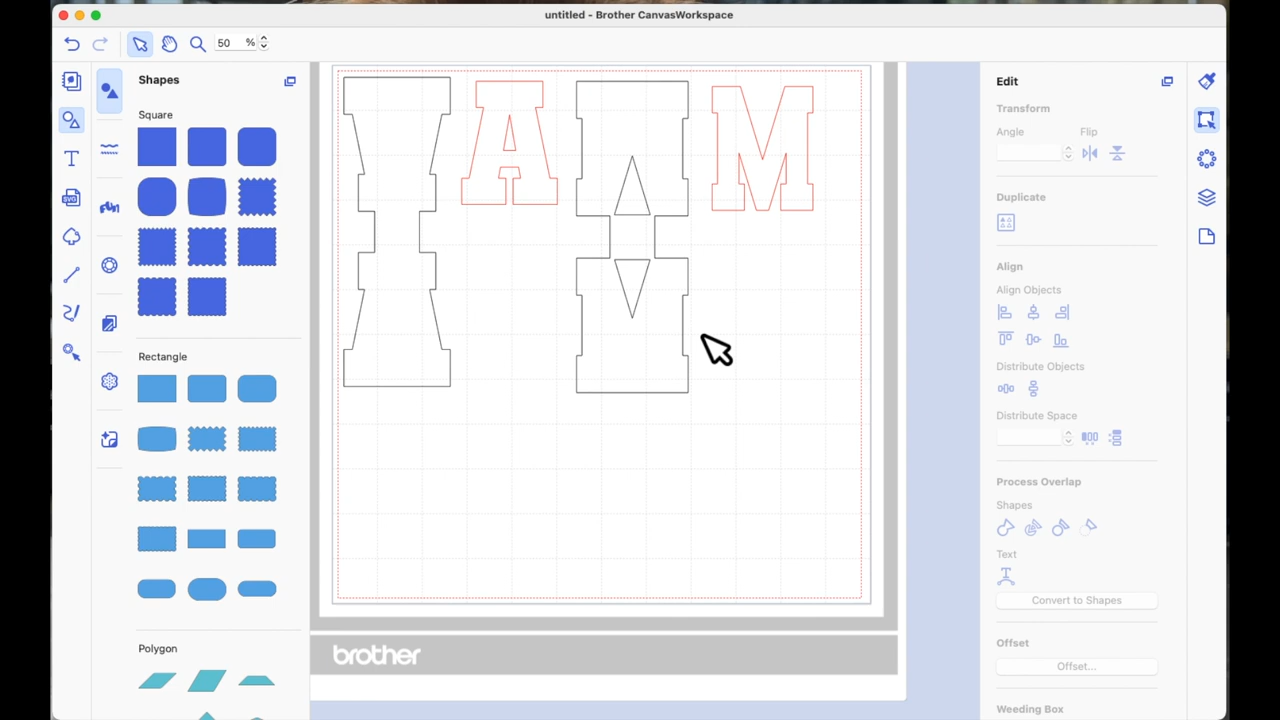 untitled - Brother CanvasWorkspace
50 %
Shapes
Square
Rectangle
Polygon
A
M
brother
T
SVG
Edit
Transform
Angle
Flip
Duplicate
Align
Align Objects
Distribute Objects
Distribute Space
Process Overlap
Shapes
Text
Convert to Shapes
Offset
Offset...
Weeding Box